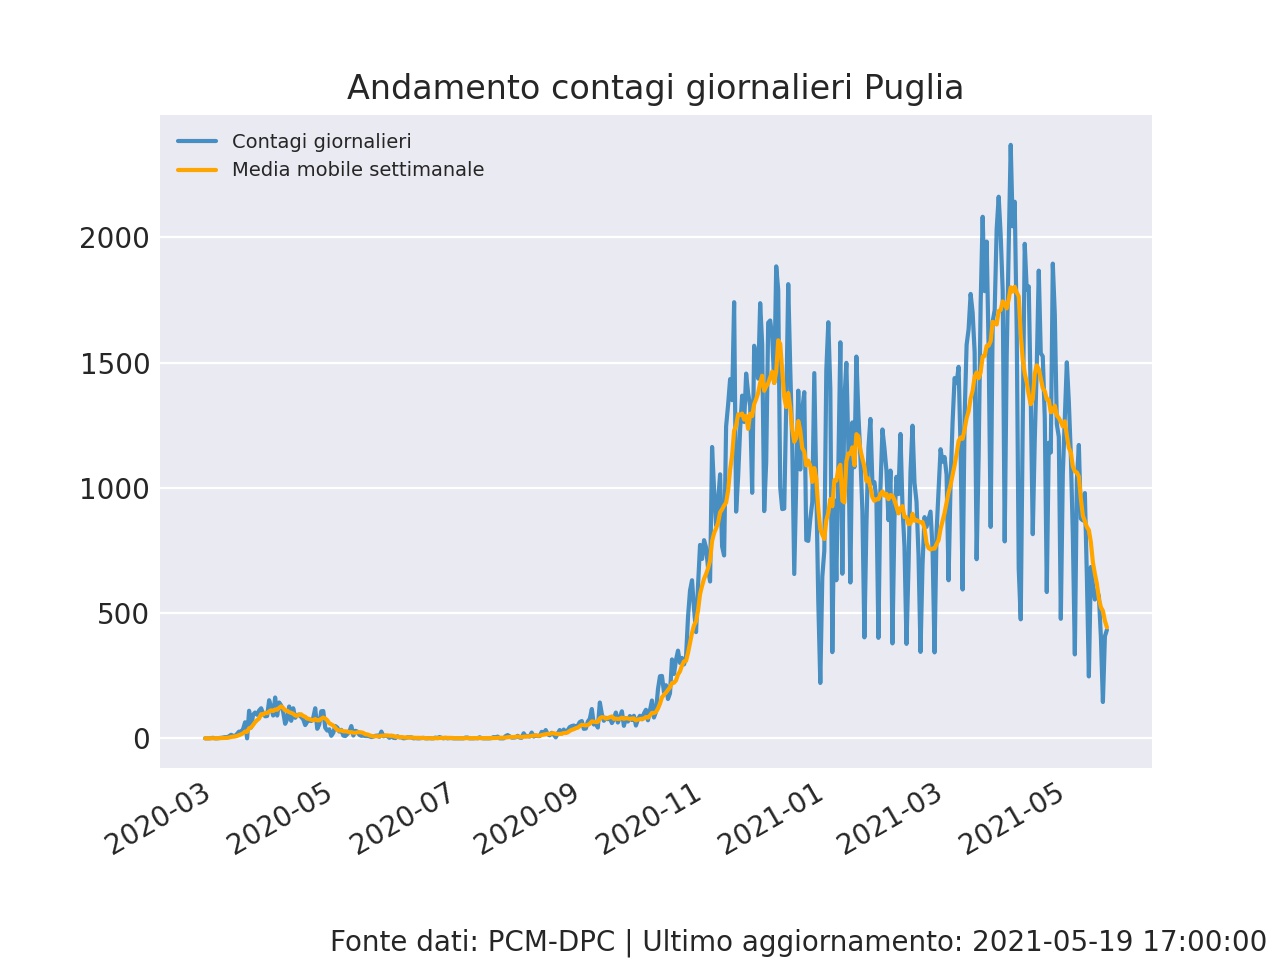 Andamento contagi giornalieri Puglia
Contagi giornalieri
Media mobile settimanale
2000
1500
1000
500
0
2020-03 2020-05 2020-07 2020-09 2020-11 2021-01 2021-03 2021-05
Fonte dati: PCM-DPC | Ultimo aggiornamento: 2021-05-19 17:00:00